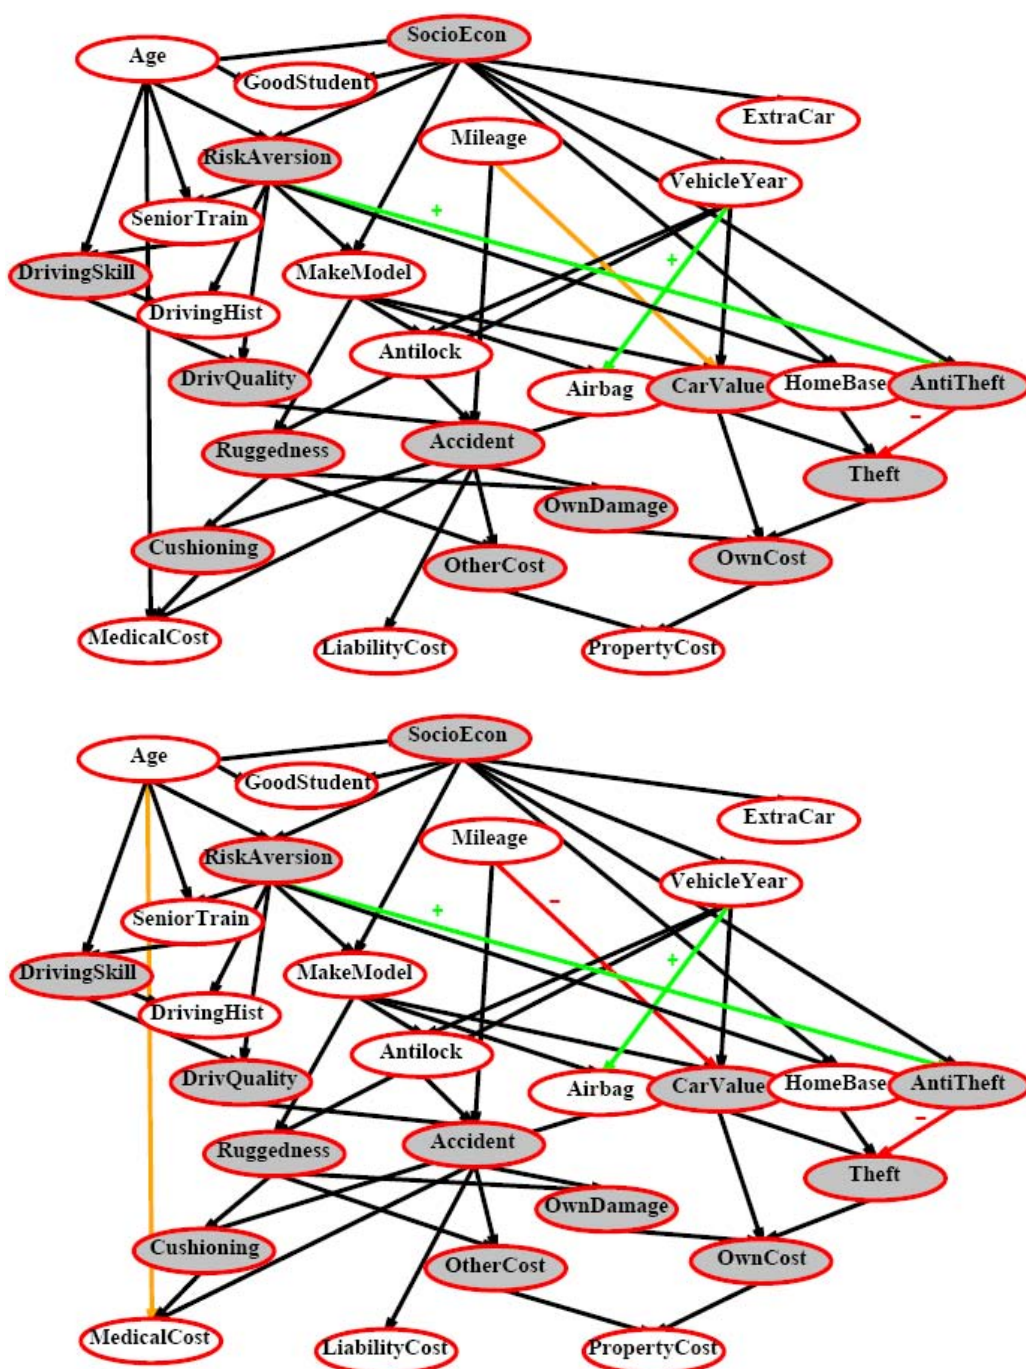 SocioEcon
Age
GoodStudent
ExtraCar
Mileage
RiskAversion
VehicleYear
+
SeniorTrain
+
DrivingSkill
MakeModel
DrivingHist
Antilock
DrivQuality
Airbag
CarValue
HomeBase
AntiTheft
-
Accident
Ruggedness
Theft
OwnDamage
Cushioning
OtherCost
OwnCost
MedicalCost
LiabilityCost
PropertyCost
SocioEcon
Age
GoodStudent
ExtraCar
Mileage
RiskAversion
VehicleYear
-
+
SeniorTrain
+
DrivingSkill
MakeModel
DrivingHist
Antilock
DrivQuality
Airbag
CarValue
HomeBase
AntiTheft
-
Accident
Ruggedness
Theft
OwnDamage
Cushioning
OtherCost
OwnCost
MedicalCost
LiabilityCost
PropertyCost